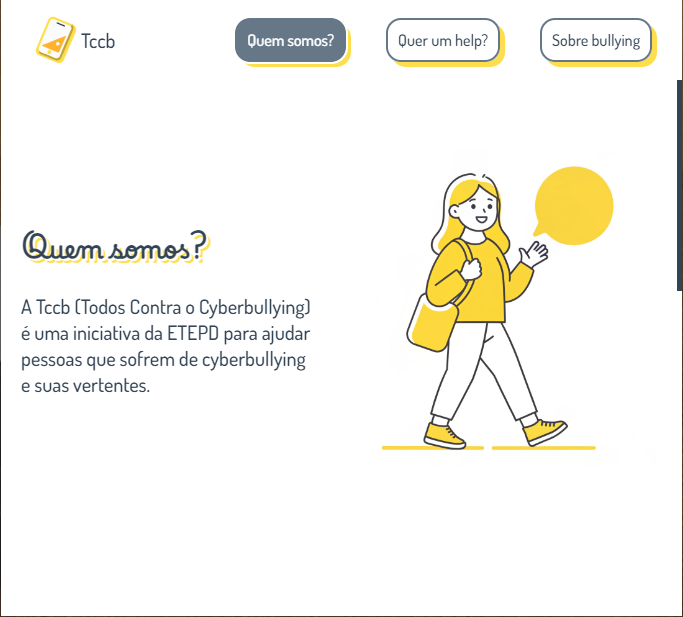 Tccb
Quem somos?
Quer um help?
Sobre bullying
Quem somos?
A Tccb (Todos Contra o Cyberbullying)
é uma iniciativa da ETEPD para ajudar
pessoas que sofrem de cyberbullying
e suas vertentes.